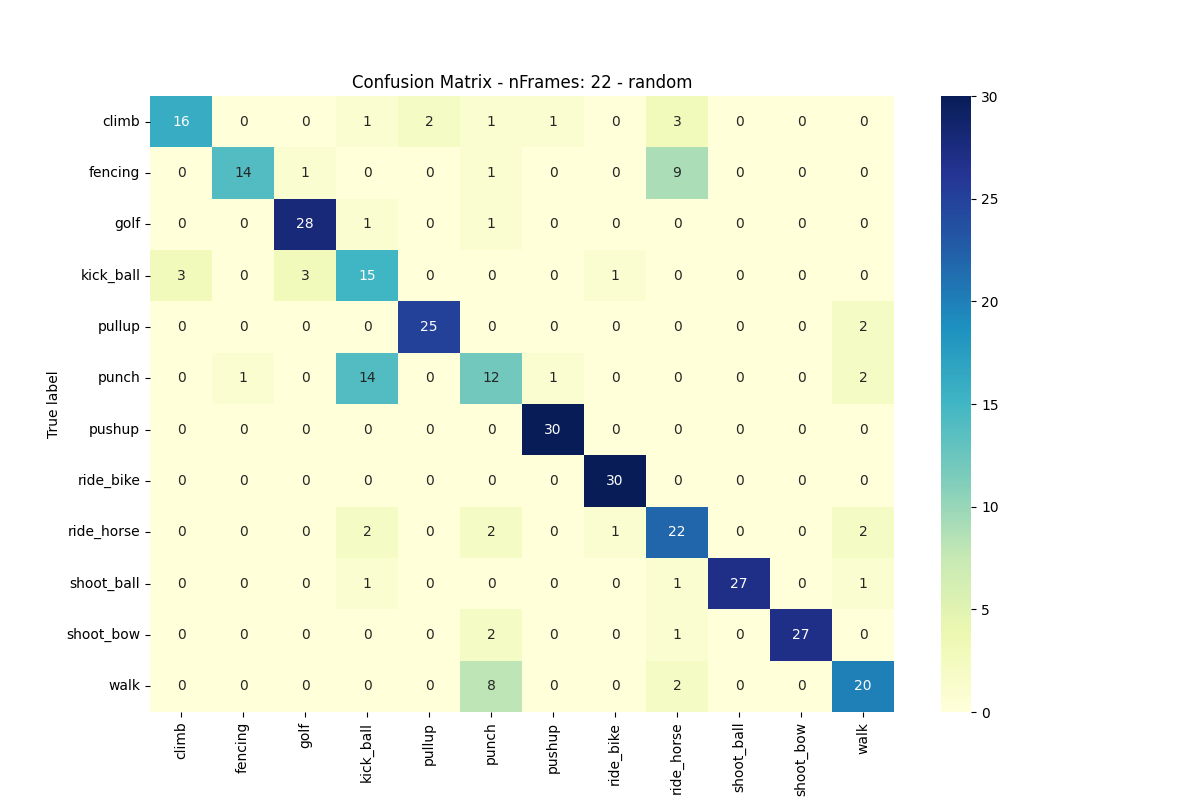 Confusion Matrix - nFrames: 22 - random
True label
climb 16 0 0 1 2 1 1 0 3 0 0 0
fencing 0 14 1 0 0 1 0 0 9 0 0 0
golf 0 0 28 1 0 1 0 0 0 0 0 0
kick_ball 3 0 3 15 0 0 0 1 0 0 0 0
pullup 0 0 0 0 25 0 0 0 0 0 0 2
punch 0 1 0 14 0 12 1 0 0 0 0 2
pushup 0 0 0 0 0 0 30 0 0 0 0 0
ride_bike 0 0 0 0 0 0 0 30 0 0 0 0
ride_horse 0 0 0 2 0 2 0 1 22 0 0 2
shoot_ball 0 0 0 1 0 0 0 0 1 27 0 1
shoot_bow 0 0 0 0 0 2 0 0 1 0 27 0
walk 0 0 0 0 0 8 0 0 2 0 0 20
climb fencing golf kick_ball pullup punch pushup ride_bike ride_horse shoot_ball shoot_bow walk
30
25
20
15
10
5
0